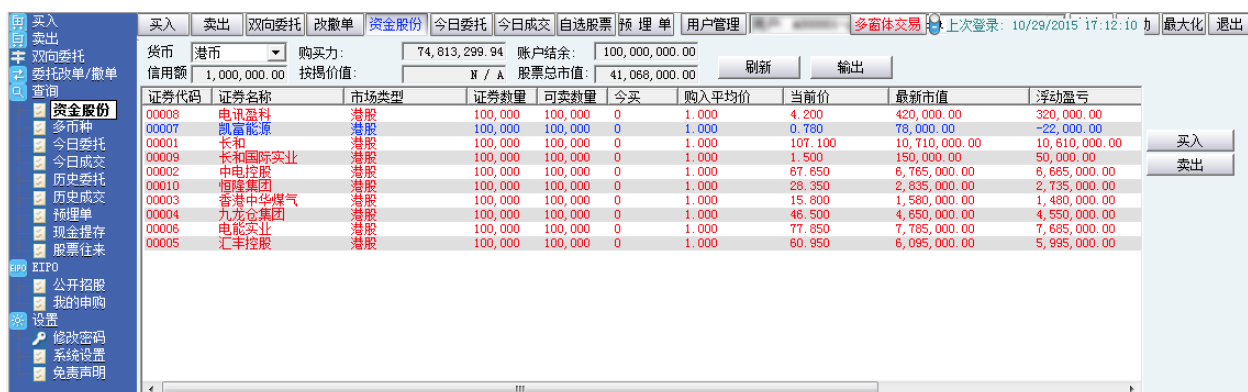 买入 卖出 双向委托 改撤单 资金股份 今日委托 今日成交 自选股票 预 埋 单 用户管理 多窗体交易 上次登录: 10/29/2015 17:12:10 最大化 退出
货币 港币 购买力: 74,813,299.94 账户结余: 100,000,000.00
信用额 1,000,000.00 按揭价值: N / A 股票总市值: 41,068,000.00 刷新 输出
买入
卖出
双向委托
委托改单/撤单
查询
资金股份
多币种
今日委托
今日成交
历史委托
历史成交
预埋单
现金提存
股票往来
EIPO EIPO
公开招股
我的申购
设置
修改密码
系统设置
免责声明
证券代码 证券名称 市场类型 证券数量 可卖数量 今买 购入平均价 当前价 最新市值 浮动盈亏
00008 电讯盈科 港股 100,000 100,000 0 1.000 4.200 420,000.00 320,000.00
00007 凯富能源 港股 100,000 100,000 0 1.000 0.780 78,000.00 -22,000.00
00001 长和 港股 100,000 100,000 0 1.000 107.100 10,710,000.00 10,610,000.00
00009 长和国际实业 港股 100,000 100,000 0 1.000 1.500 150,000.00 50,000.00
00002 中电控股 港股 100,000 100,000 0 1.000 67.650 6,765,000.00 6,665,000.00
00010 恒隆集团 港股 100,000 100,000 0 1.000 28.350 2,835,000.00 2,735,000.00
00003 香港中华煤气 港股 100,000 100,000 0 1.000 15.800 1,580,000.00 1,480,000.00
00004 九龙仓集团 港股 100,000 100,000 0 1.000 46.500 4,650,000.00 4,550,000.00
00006 电能实业 港股 100,000 100,000 0 1.000 77.850 7,785,000.00 7,685,000.00
00005 汇丰控股 港股 100,000 100,000 0 1.000 60.950 6,095,000.00 5,995,000.00
买入
卖出